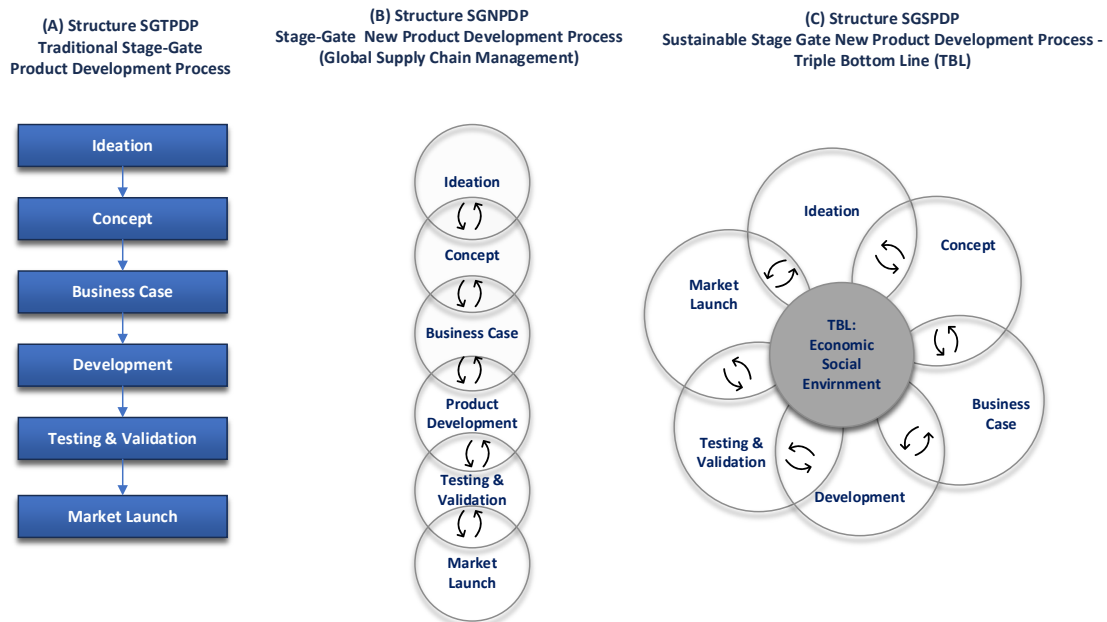 (A) Structure SGTPDP
Traditional Stage-Gate
Product Development Process
Ideation
Concept
Business Case
Development
Testing & Validation
Market Launch
(B) Structure SGNPDP
Stage-Gate New Product Development Process
(Global Supply Chain Management)
Ideation
Concept
Business Case
Product
Development
Testing &
Validation
Market
Launch
(C) Structure SGSPDP
Sustainable Stage Gate New Product Development Process -
Triple Bottom Line (TBL)
Ideation
Concept
Business
Case
Development
Testing &
Validation
Market
Launch
TBL:
Economic
Social
Envirnment